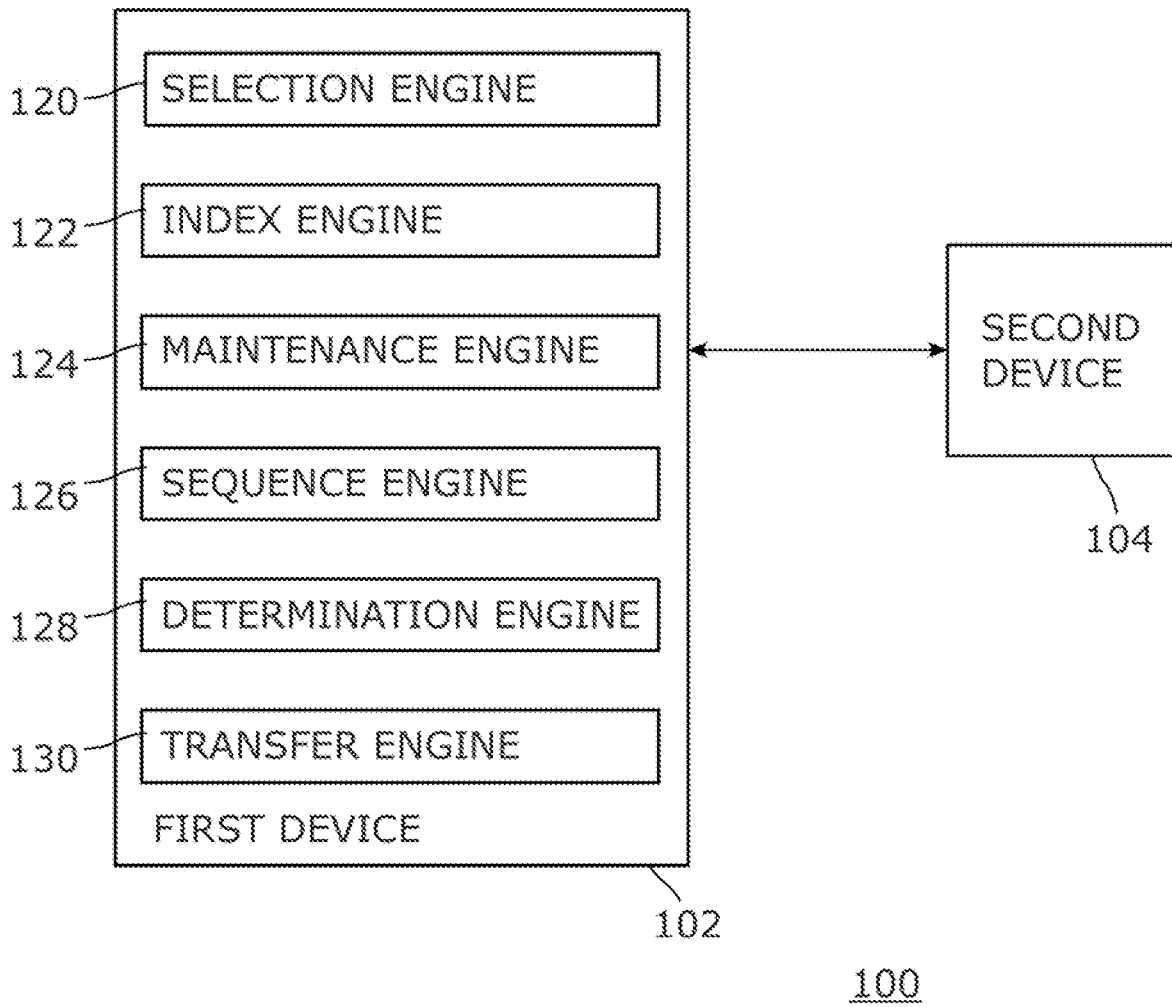 120 SELECTION ENGINE
122 INDEX ENGINE
124 MAINTENANCE ENGINE
SECOND
DEVICE
126 SEQUENCE ENGINE
104
128 DETERMINATION ENGINE
130 TRANSFER ENGINE
FIRST DEVICE
102
100